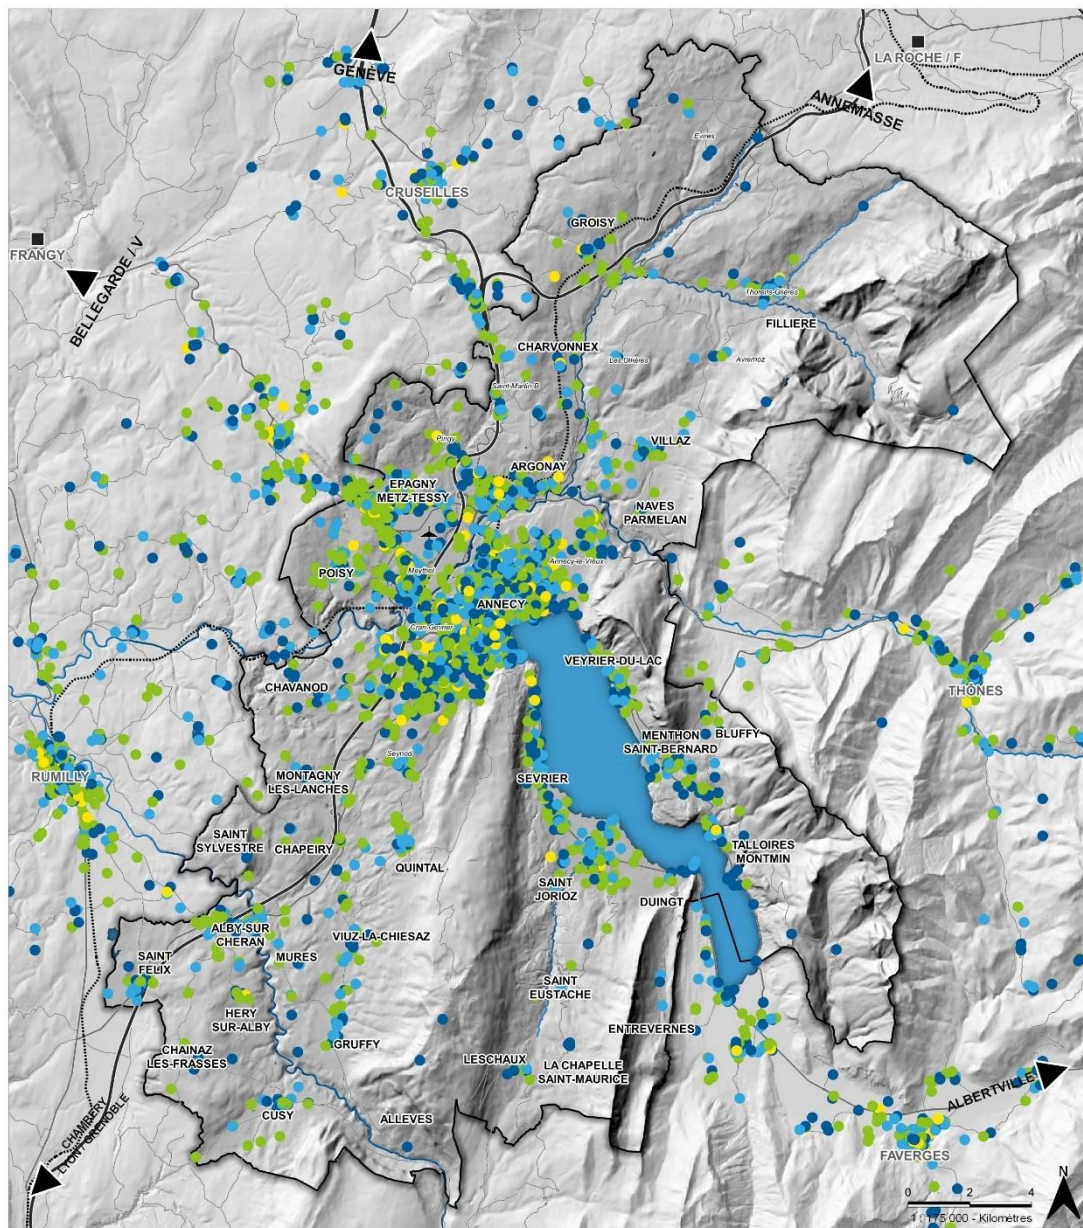 GENÈVE
LA ROCHE / F
ANNEMASSE
Evires
CRUSEILLES
GROISY
FRANGY
BELLEGARDE / V
Thorens-Glières
FILLIERE
CHARVONNEX
Les Ollières
Aviernoz
Saint-Martin-B
Pringy
VILLAZ
ARGONAY
EPAGNY
METZ-TESSY
NAVES
PARMELAN
POISY
Meythet
Annecy-le-Vieux
ANNECY
Cran-Gevrier
VEYRIER-DU-LAC
CHAVANOD
THÔNES
MENTHON
SAINT-BERNARD
BLUFFY
Seynod
RUMILLY
MONTAGNY
LES-LANCHES
SEVRIER
SAINT
SYLVESTRE
CHAPEIRY
QUINTAL
TALLOIRES
MONTMIN
SAINT
JORIOZ
DUINGT
ALBY-SUR
CHERAN
VIUZ-LA-CHIESAZ
SAINT
FELIX
MURES
SAINT
EUSTACHE
HERY
SUR-ALBY
ENTREVERNES
GRUFFY
CHAINAZ
LES-FRASSES
LESCHAUX
LA CHAPELLE
SAINT-MAURICE
ALBERTVILLE
CUSY
ALLEVES
CHAMBÉRY
LYON / GRENOBLE
FAVERGES
N
0 2 4
1 : 175 000 - Kilomètres